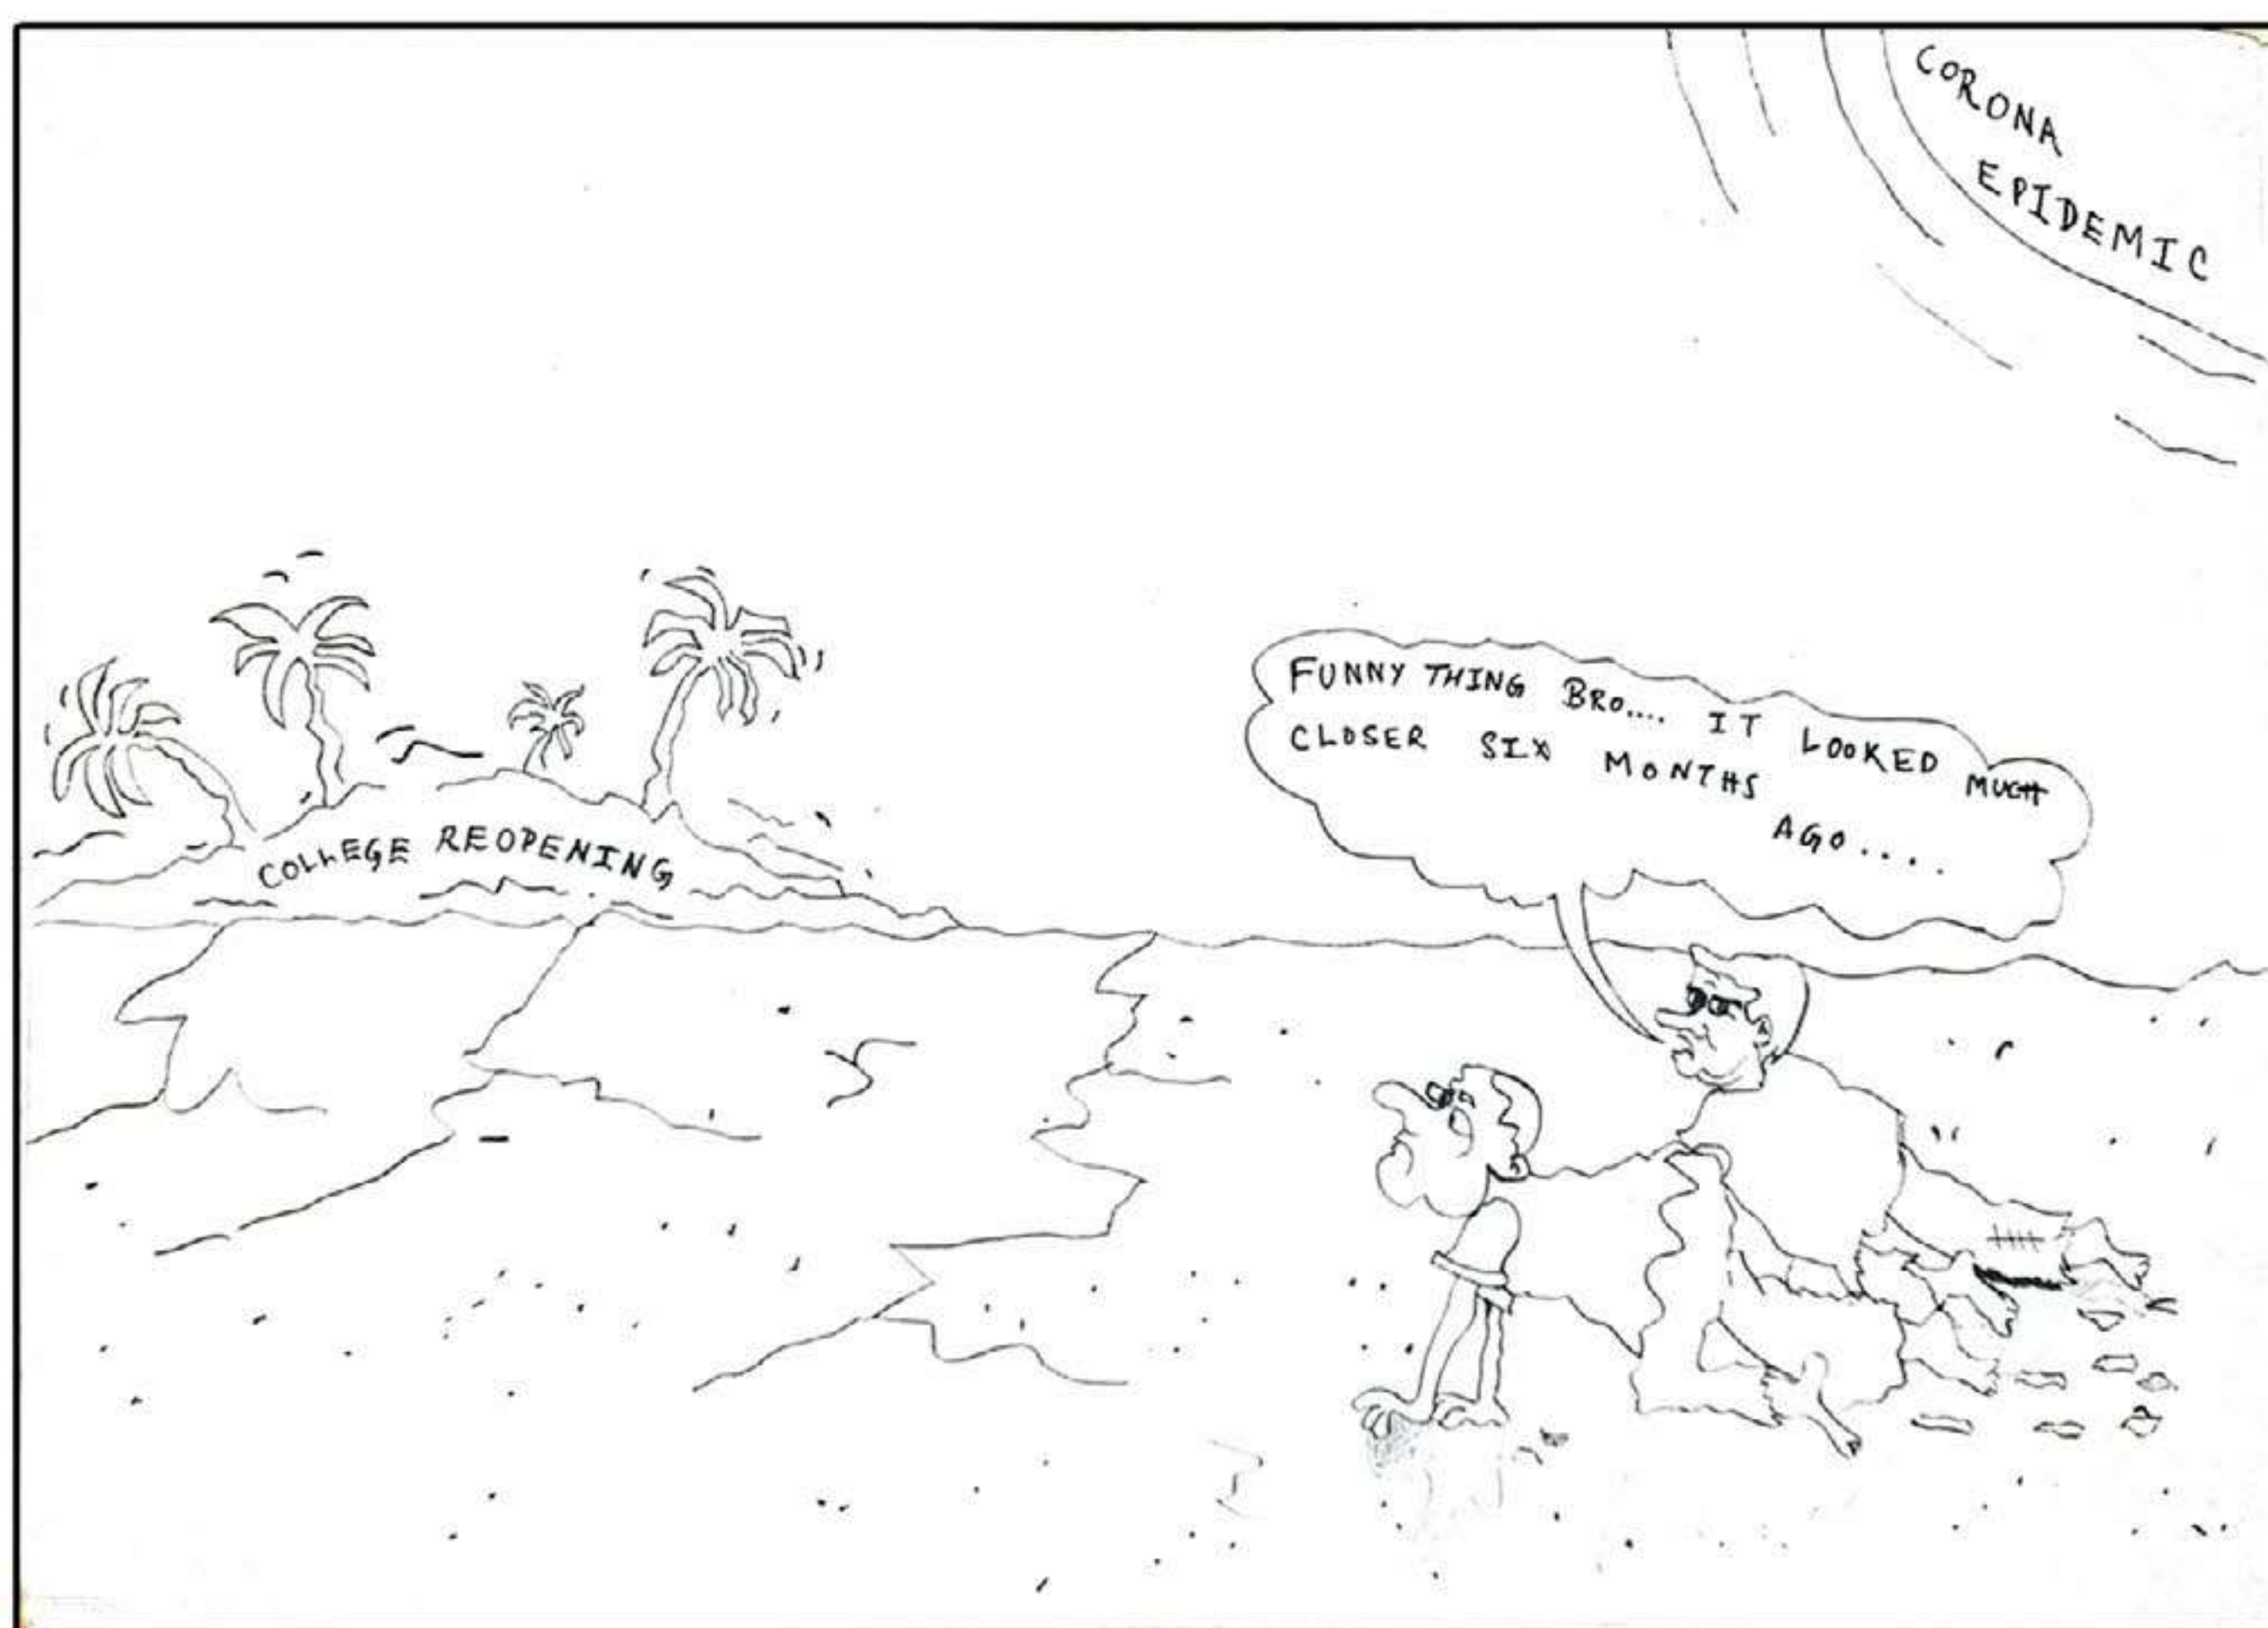 CORONA
EPIDEMIC
FUNNY THING BRO.... IT LOOKED MUCH
CLOSER SIX MONTHS AGO....
COLLEGE REOPENING